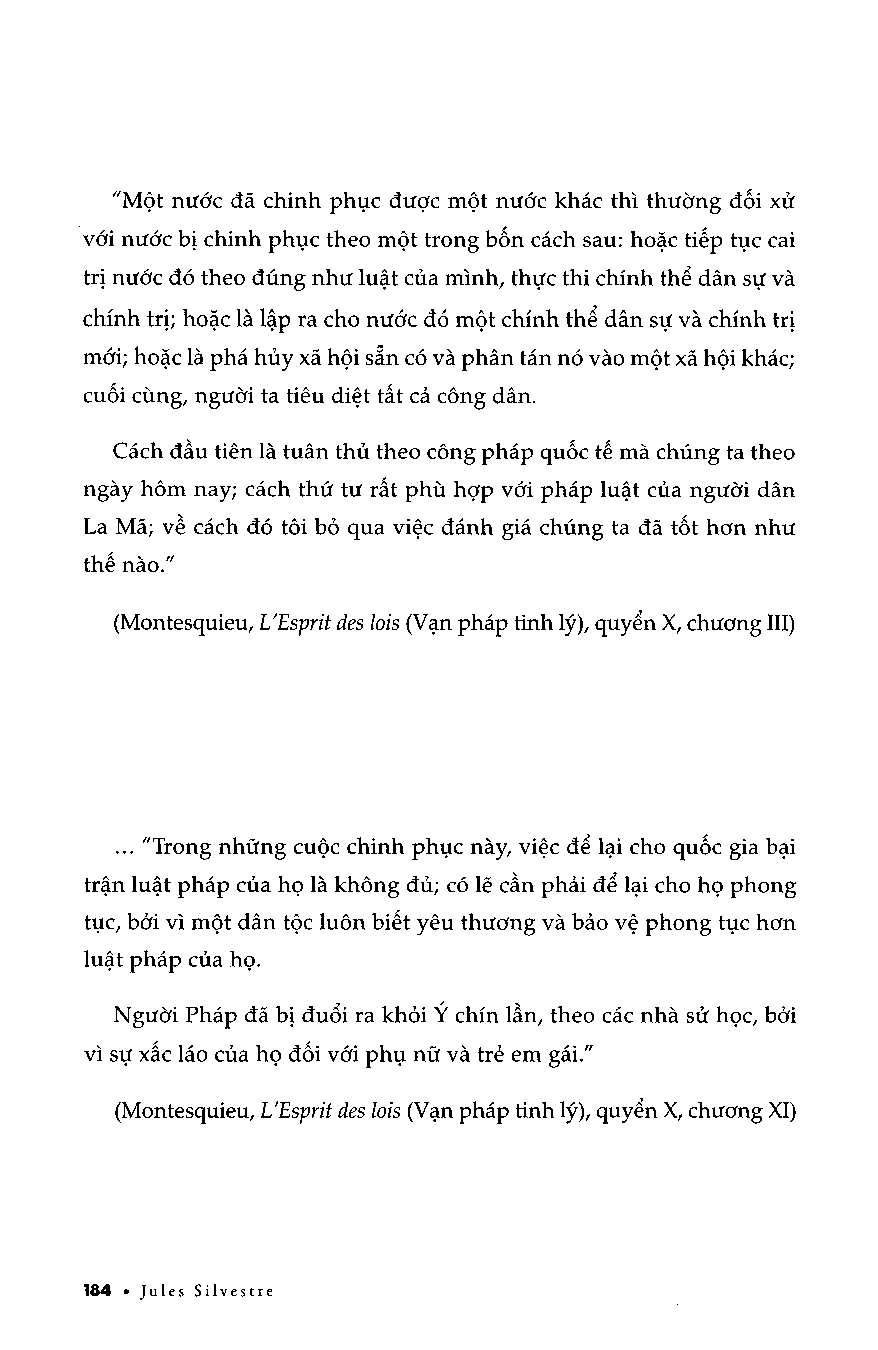 "Một nước đã chinh phục được một nước khác thì thường đối xử
với nước bị chinh phục theo một trong bốn cách sau: hoặc tiếp tục cai
trị nước đó theo đúng như luật của mình, thực thi chính thể dân sự và
chính trị; hoặc là lập ra cho nước đó một chính thể dân sự và chính trị
mới; hoặc là phá hủy xã hội sẵn có và phân tán nó vào một xã hội khác;
cuối cùng, người ta tiêu diệt tất cả công dân.
Cách đầu tiên là tuân thủ theo công pháp quốc tế mà chúng ta theo
ngày hôm nay; cách thứ tư rất phù hợp với pháp luật của người dân
La Mã; về cách đó tôi bỏ qua việc đánh giá chúng ta đã tốt hơn như
thế nào."
(Montesquieu, L'Esprit des lois (Vạn pháp tinh lý), quyển X, chương III)
... "Trong những cuộc chinh phục này, việc để lại cho quốc gia bại
trận luật pháp của họ là không đủ; có lẽ cần phải để lại cho họ phong
tục, bởi vì một dân tộc luôn biết yêu thương và bảo vệ phong tục hơn
luật pháp của họ.
Người Pháp đã bị đuổi ra khỏi Ý chín lần, theo các nhà sử học, bởi
vì sự xấc láo của họ đối với phụ nữ và trẻ em gái."
(Montesquieu, L'Esprit des lois (Vạn pháp tinh lý), quyển X, chương XI)
184 • Jules Silvestre